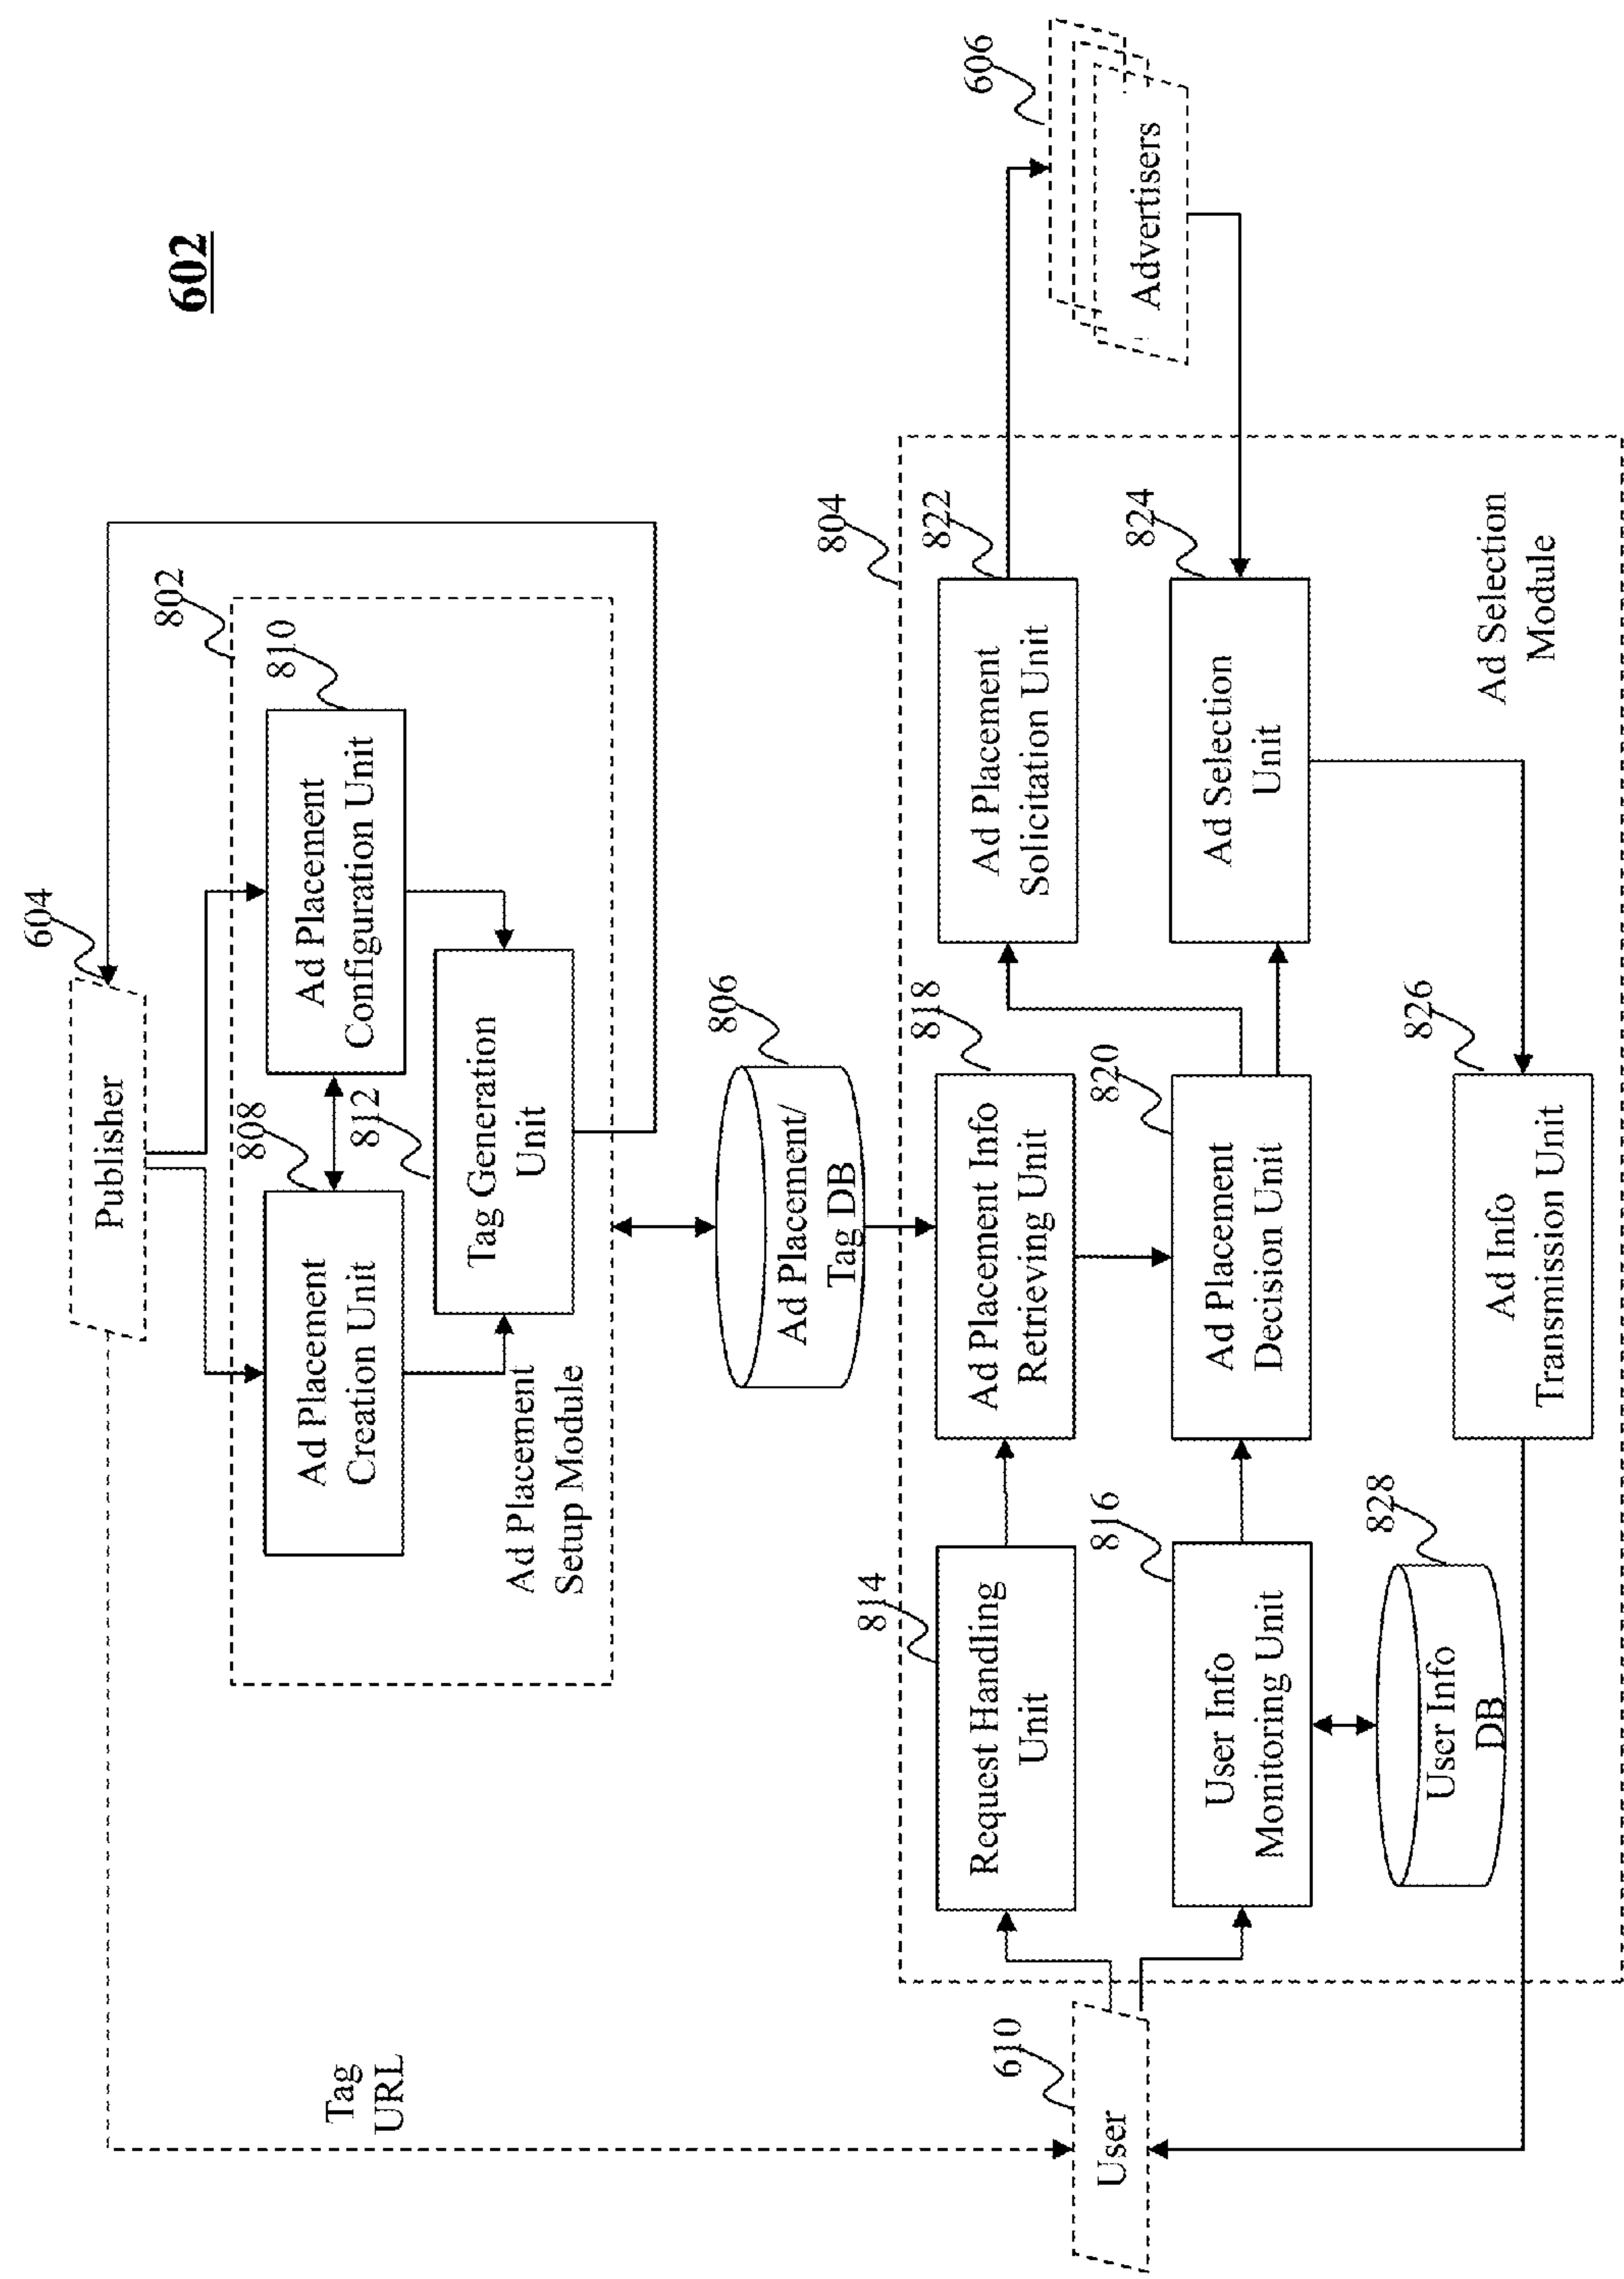 602
604
Publisher
Tag
URL
802
808
Ad Placement
Creation Unit
810
Ad Placement
Configuration Unit
812
Tag Generation
Unit
Ad Placement
Setup Module
806
Ad Placement/
Tag DB
804
610
User
814
Request Handling
Unit
818
Ad Placement Info
Retrieving Unit
822
Ad Placement
Solicitation Unit
606
Advertisers
816
User Info
Monitoring Unit
820
Ad Placement
Decision Unit
824
Ad Selection
Unit
828
User Info
DB
826
Ad Info
Transmission Unit
Ad Selection
Module